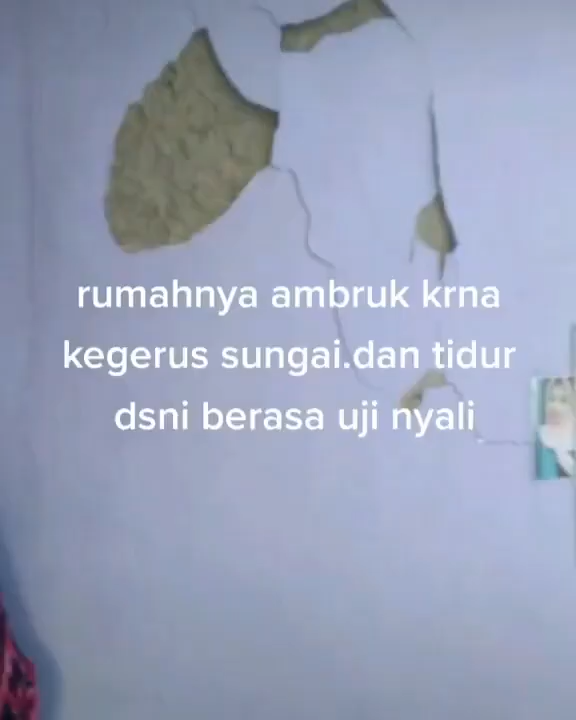 rumahnya ambruk krna
kegerus sungai.dan tidur
dsni berasa uji nyali